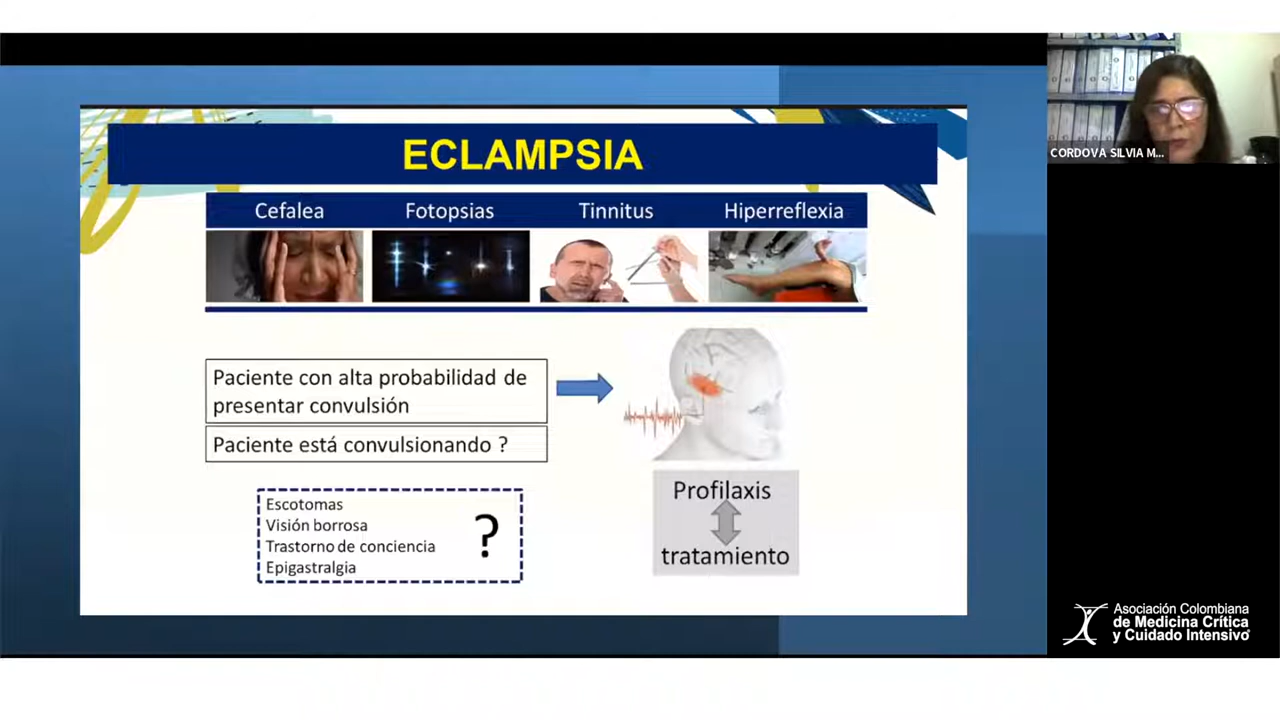 ECLAMPSIA
Cefalea
Fotopsias
Tinnitus
Hiperreflexia
Paciente con alta probabilidad de
presentar convulsión
Paciente está convulsionando ?
Escotomas
Visión borrosa
Trastorno de conciencia
Epigastralgia
?
Profilaxis
tratamiento
CORDOVA SILVIA M...
Asociación Colombiana
de Medicina Crítica
y Cuidado Intensivo